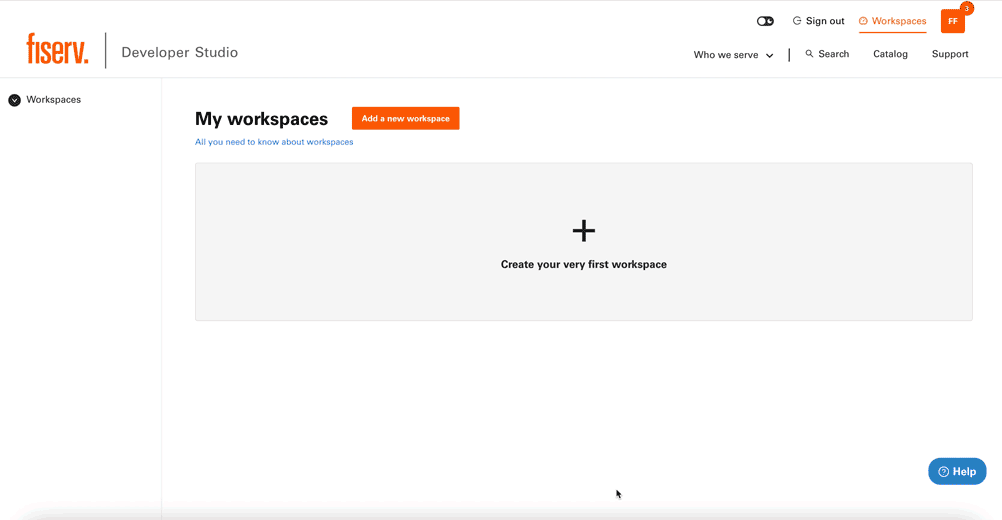 3
Sign out
Workspaces
FF
fiserv.
Developer Studio
Who we serve
Search
Catalog
Support
Workspaces
My workspaces
Add a new workspace
All you need to know about workspaces
Create your very first workspace
Help